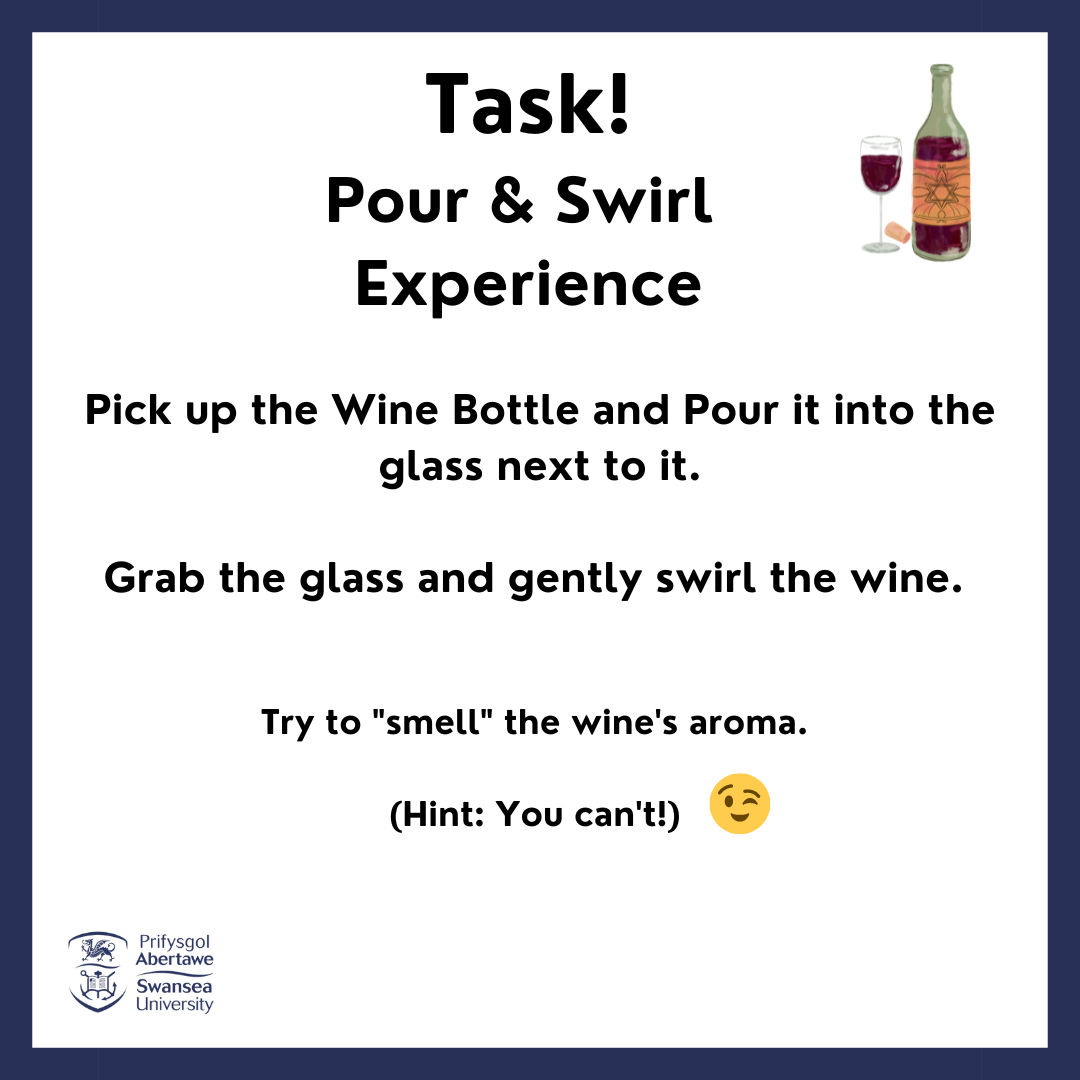 Task!
Pour & Swirl
Experience
Pick up the Wine Bottle and Pour it into the
glass next to it.
Grab the glass and gently swirl the wine.
Try to "smell" the wine's aroma.
(Hint: You can't!)
Prifysgol
Abertawe
Swansea
University